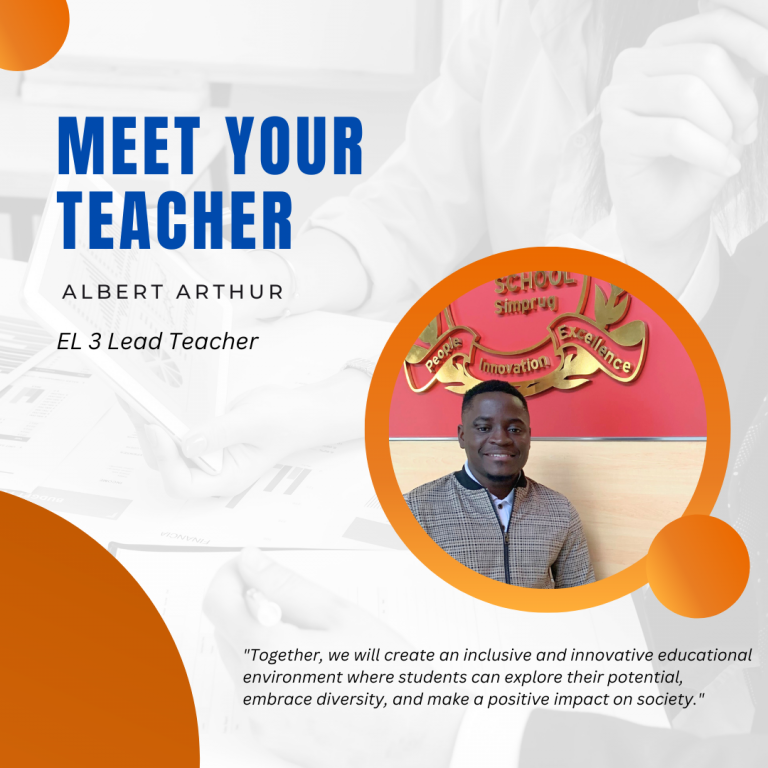 MEET YOUR
TEACHER
ALBERT ARTHUR
EL 3 Lead Teacher
SCHOOL
Simprug
People
Innovation
Excellence
"Together, we will create an inclusive and innovative educational
environment where students can explore their potential,
embrace diversity, and make a positive impact on society."